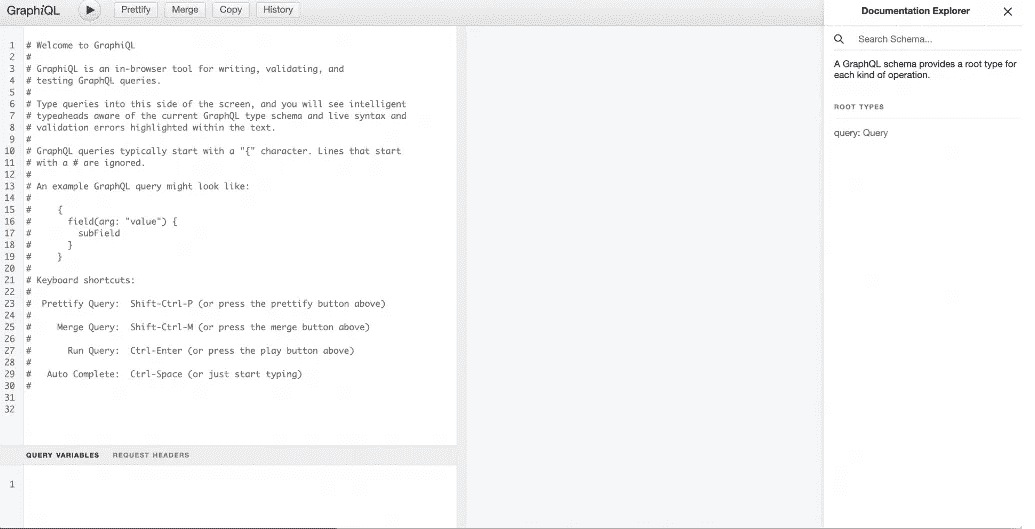 GraphiQL Prettify Merge Copy History
1 # Welcome to GraphiQL
2 #
3 # GraphiQL is an in-browser tool for writing, validating, and
4 # testing GraphQL queries.
5 #
6 # Type queries into this side of the screen, and you will see intelligent
7 # typeaheads aware of the current GraphQL type schema and live syntax and
8 # validation errors highlighted within the text.
9 #
10 # GraphQL queries typically start with a "{" character. Lines that start
11 # with a # are ignored.
12 #
13 # An example GraphQL query might look like:
14 #
15 #     {
16 #       field(arg: "value") {
17 #         subField
18 #       }
19 #     }
20 #
21 # Keyboard shortcuts:
22 #
23 #  Prettify Query:  Shift-Ctrl-P (or press the prettify button above)
24 #
25 #     Merge Query:  Shift-Ctrl-M (or press the merge button above)
26 #
27 #       Run Query:  Ctrl-Enter (or press the play button above)
28 #
29 #   Auto Complete:  Ctrl-Space (or just start typing)
30 #
31
32
QUERY VARIABLES REQUEST HEADERS
1
Documentation Explorer
Search Schema...
A GraphQL schema provides a root type for
each kind of operation.
ROOT TYPES
query: Query